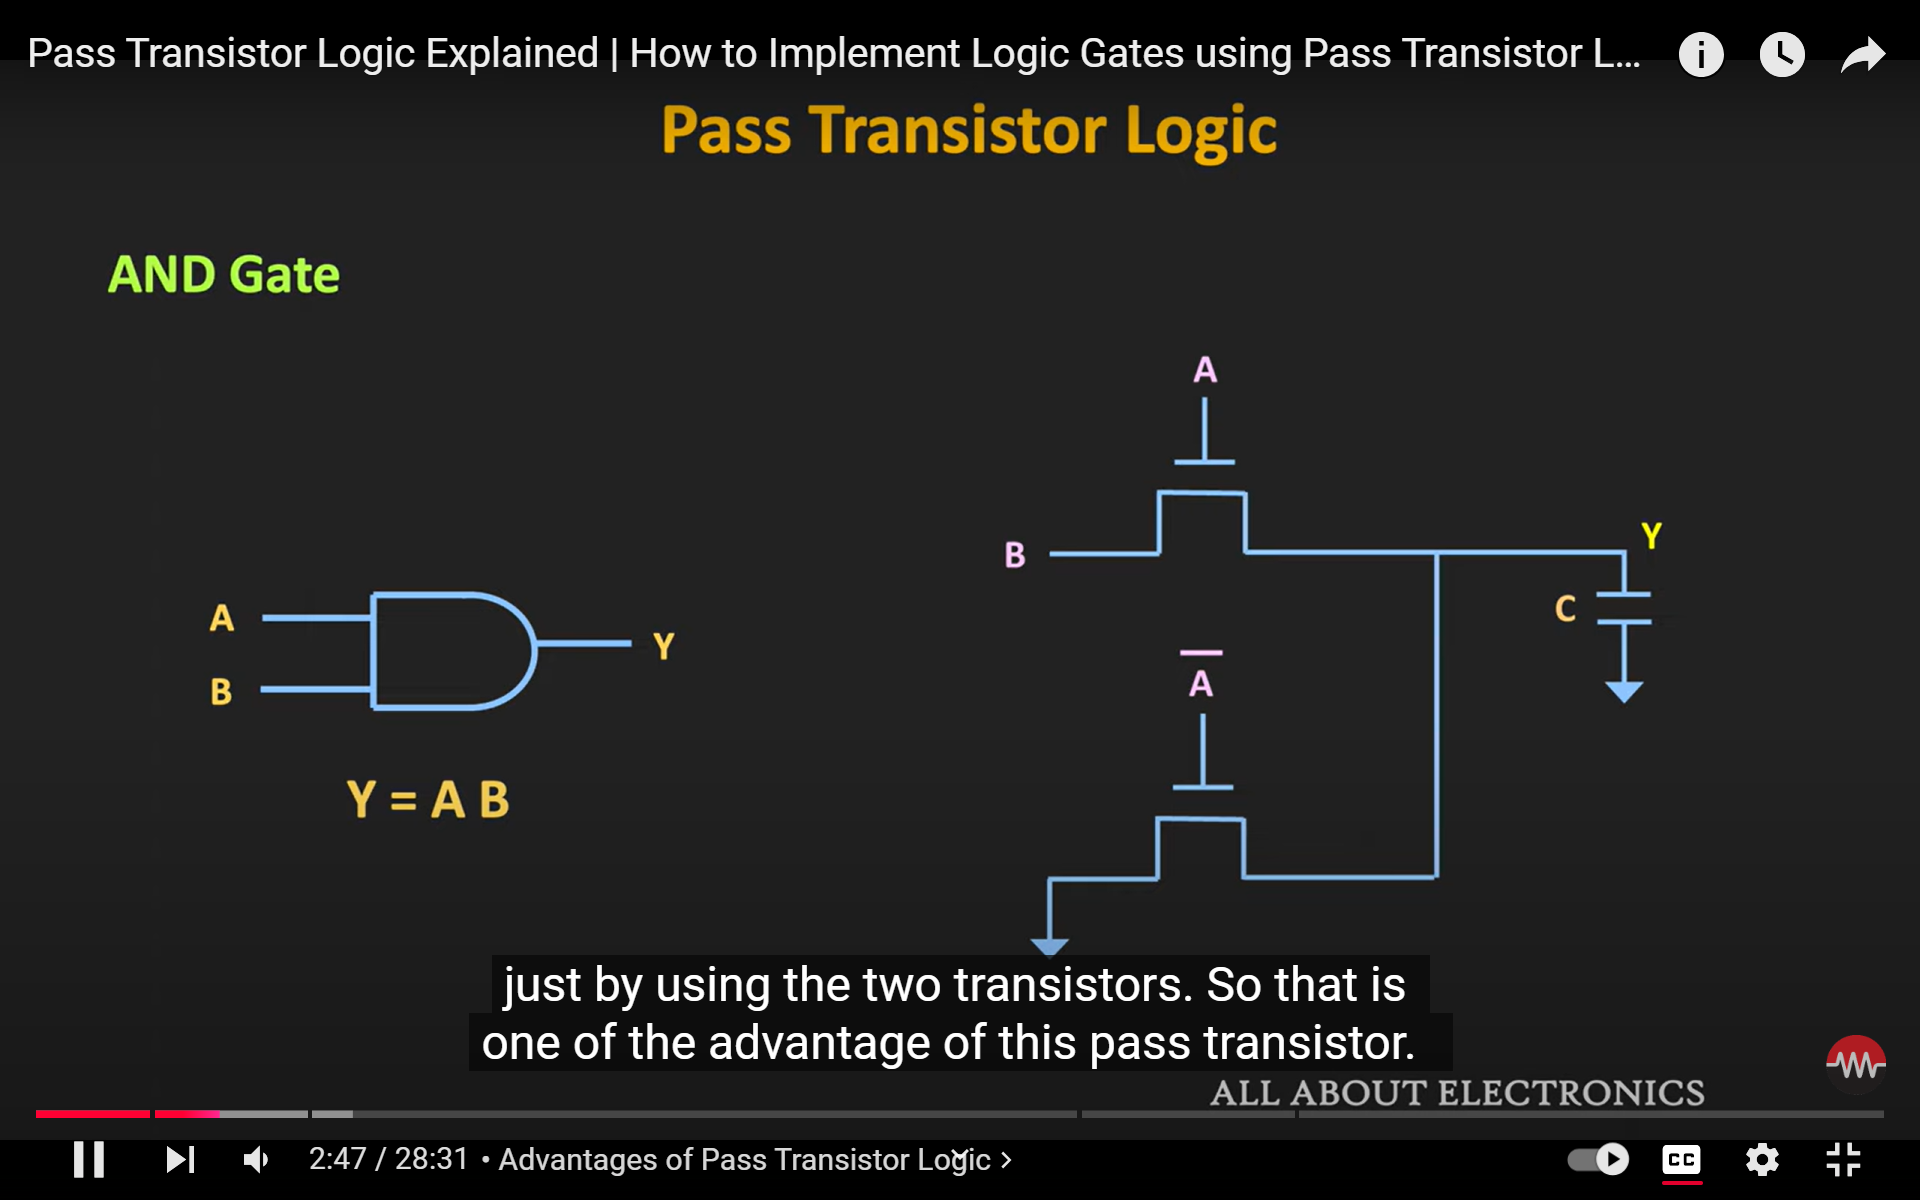 Pass Transistor Logic Explained | How to Implement Logic Gates using Pass Transistor L...
Pass Transistor Logic
AND Gate
A
B
Y
Y = A B
A
B
Y
C
A̅
just by using the two transistors. So that is
one of the advantage of this pass transistor.
ALL ABOUT ELECTRONICS
2:47 / 28:31 • Advantages of Pass Transistor Logic >
CC